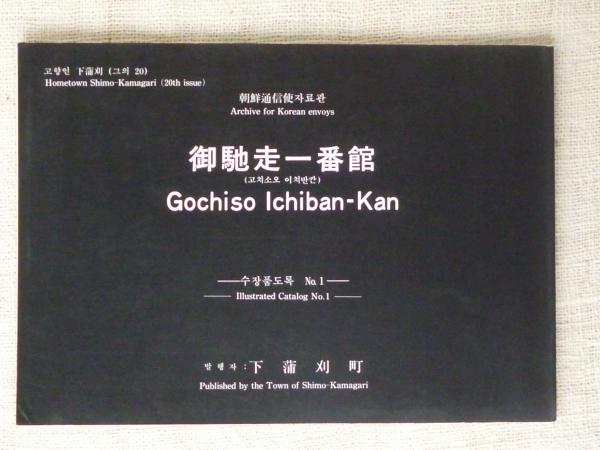 고향인 下蒲刈 (그의 20)
Hometown Shimo-Kamagari (20th issue)
朝鮮通信使자료관
Archive for Korean envoys
御馳走一番館
(고치소오 이치반칸)
Gochiso Ichiban-Kan
수장품도록 No. 1
Illustrated Catalog No.1
발행자 : 下蒲刈町
Published by the Town of Shimo-Kamagari